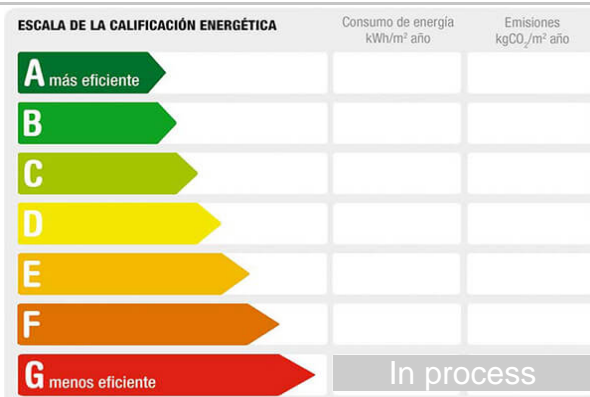 ESCALA DE LA CALIFICACIÓN ENERGÉTICA
Consumo de energía
kWh/m² año
Emisiones
kgCO₂/m² año
A más eficiente
B
C
D
E
F
G menos eficiente
In process